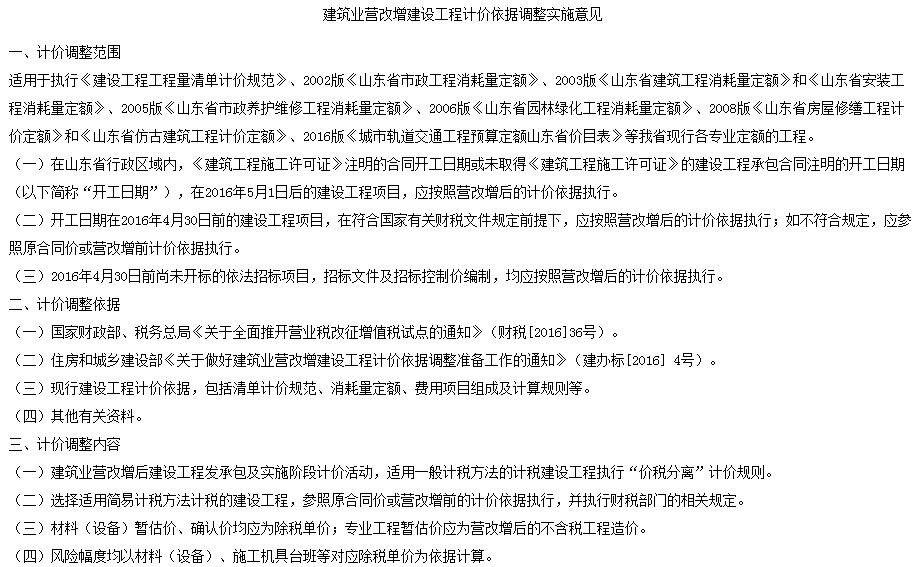 建筑业营改增建设工程计价依据调整实施意见
一、计价调整范围
适用于执行《建设工程工程量清单计价规范》、2002版《山东省市政工程消耗量定额》、2003版《山东省建筑工程消耗量定额》和《山东省安装工
程消耗量定额》、2005版《山东省市政养护维修工程消耗量定额》、2006版《山东省园林绿化工程消耗量定额》、2008版《山东省房屋修缮工程计
价定额》和《山东省仿古建筑工程计价定额》、2016版《城市轨道交通工程预算定额山东省价目表》等我省现行各专业定额的工程。
（一）在山东省行政区域内，《建筑工程施工许可证》注明的合同开工日期或未取得《建筑工程施工许可证》的建设工程承包合同注明的开工日期
（以下简称“开工日期”），在2016年5月1日后的建设工程项目，应按照营改增后的计价依据执行。
（二）开工日期在2016年4月30日前的建设工程项目，在符合国家有关财税文件规定前提下，应按照营改增后的计价依据执行；如不符合规定，应参
照原合同价或营改增前计价依据执行。
（三）2016年4月30日前尚未开标的依法招标项目，招标文件及招标控制价编制，均应按照营改增后的计价依据执行。
二、计价调整依据
（一）国家财政部、税务总局《关于全面推开营业税改征增值税试点的通知》（财税[2016]36号）。
（二）住房和城乡建设部《关于做好建筑业营改增建设工程计价依据调整准备工作的通知》（建办标[2016] 4号）。
（三）现行建设工程计价依据，包括清单计价规范、消耗量定额、费用项目组成及计算规则等。
（四）其他有关资料。
三、计价调整内容
（一）建筑业营改增后建设工程发承包及实施阶段计价活动，适用一般计税方法的计税建设工程执行“价税分离”计价规则。
（二）选择适用简易计税方法计税的建设工程，参照原合同价或营改增前的计价依据执行，并执行财税部门的相关规定。
（三）材料（设备）暂估价、确认价均应为除税单价；专业工程暂估价应为营改增后的不含税工程造价。
（四）风险幅度均以材料（设备）、施工机具台班等对应除税单价为依据计算。